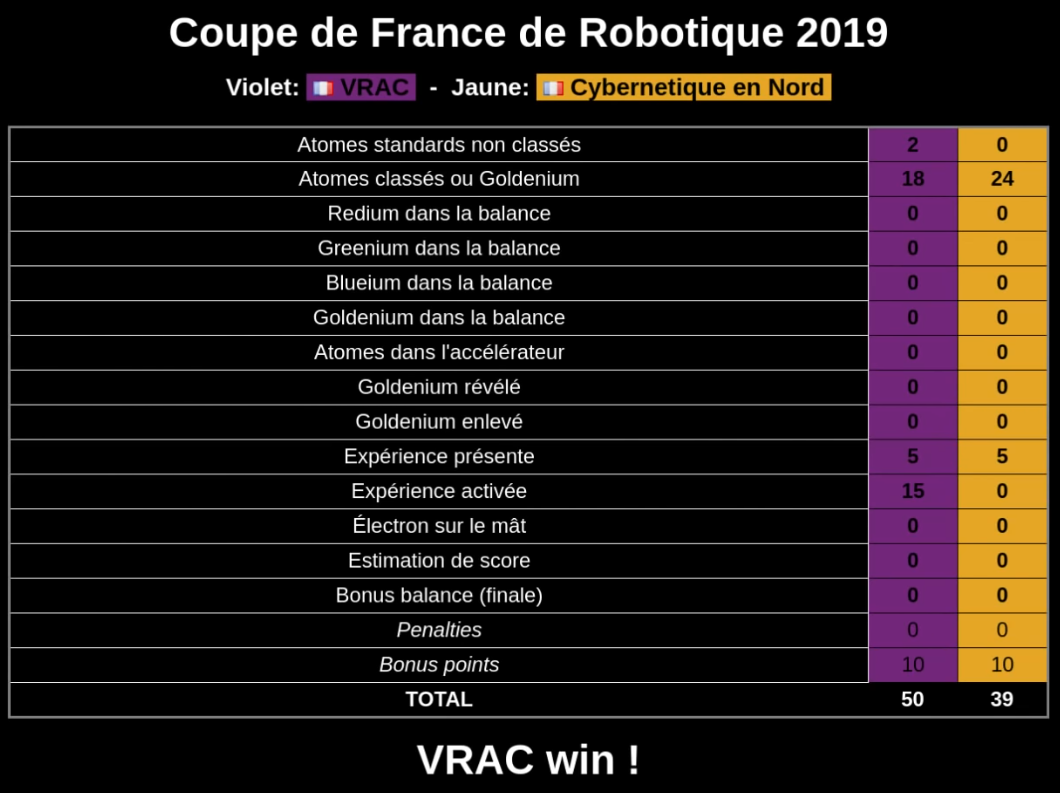 Coupe de France de Robotique 2019
Violet: VRAC - Jaune: Cybernetique en Nord
Atomes standards non classés 2 0
Atomes classés ou Goldenium 18 24
Redium dans la balance 0 0
Greenium dans la balance 0 0
Blueium dans la balance 0 0
Goldenium dans la balance 0 0
Atomes dans l'accélérateur 0 0
Goldenium révélé 0 0
Goldenium enlevé 0 0
Expérience présente 5 5
Expérience activée 15 0
Électron sur le mât 0 0
Estimation de score 0 0
Bonus balance (finale) 0 0
Penalties 0 0
Bonus points 10 10
TOTAL 50 39
VRAC win !